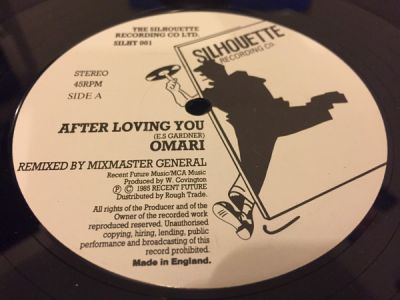 THE SILHOUETTE
RECORDING CO LTD.
SILHT 001
SILHOUETTE
RECORDING CO.
STEREO
45RPM
SIDE A
AFTER LOVING YOU
(E.S GARDNER)
OMARI
REMIXED BY MIXMASTER GENERAL
Recent Future Music/MCA Music
Produced by W. Covington.
Ⓟ © 1985 RECENT FUTURE
Distributed by Rough Trade.
All rights of the Producer and of the
Owner of the recorded work
reproduced reserved. Unauthorised
copying, hiring, lending, public
performance and broadcasting of this
record prohibited.
Made in England.